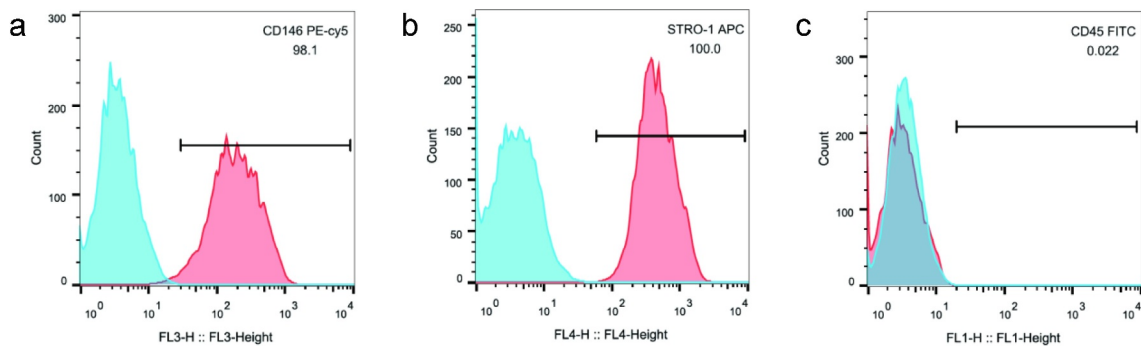 a
CD146 PE-cy5
98.1
300
200
100
0
Count
10^0
10^1
10^2
10^3
10^4
FL3-H :: FL3-Height
b
STRO-1 APC
100.0
250
200
150
100
50
0
Count
10^0
10^1
10^2
10^3
10^4
FL4-H :: FL4-Height
c
CD45 FITC
0.022
300
200
100
0
Count
10^0
10^1
10^2
10^3
10^4
FL1-H :: FL1-Height